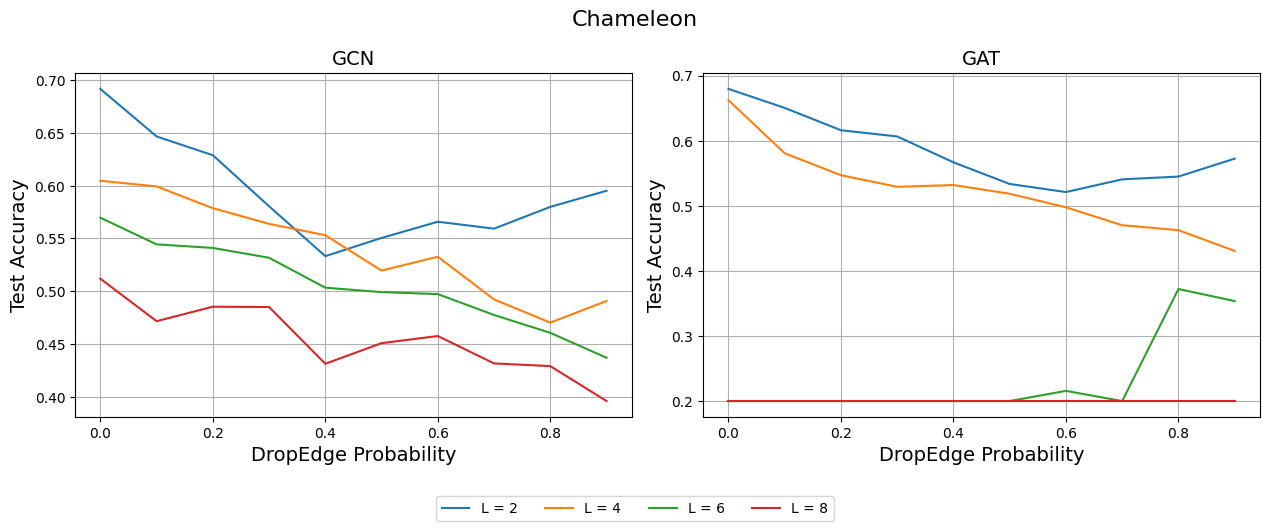 Chameleon
GCN
Test Accuracy
0.70
0.65
0.60
0.55
0.50
0.45
0.40
0.0 0.2 0.4 0.6 0.8
DropEdge Probability
GAT
Test Accuracy
0.7
0.6
0.5
0.4
0.3
0.2
0.0 0.2 0.4 0.6 0.8
DropEdge Probability
L = 2 L = 4 L = 6 L = 8